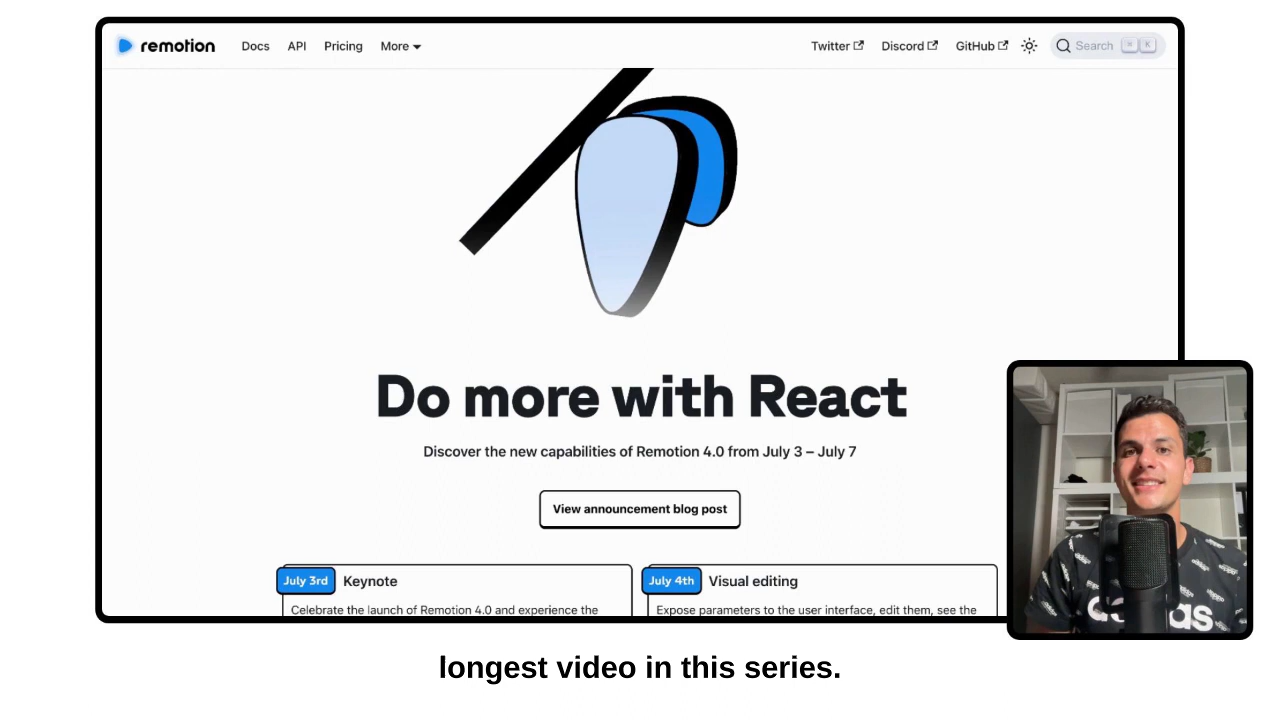 remotion Docs API Pricing More Twitter Discord GitHub Search ⌘ K
Do more with React
Discover the new capabilities of Remotion 4.0 from July 3 – July 7
View announcement blog post
July 3rd Keynote
Celebrate the launch of Remotion 4.0 and experience the
July 4th Visual editing
Expose parameters to the user interface, edit them, see the
adidas
longest video in this series.